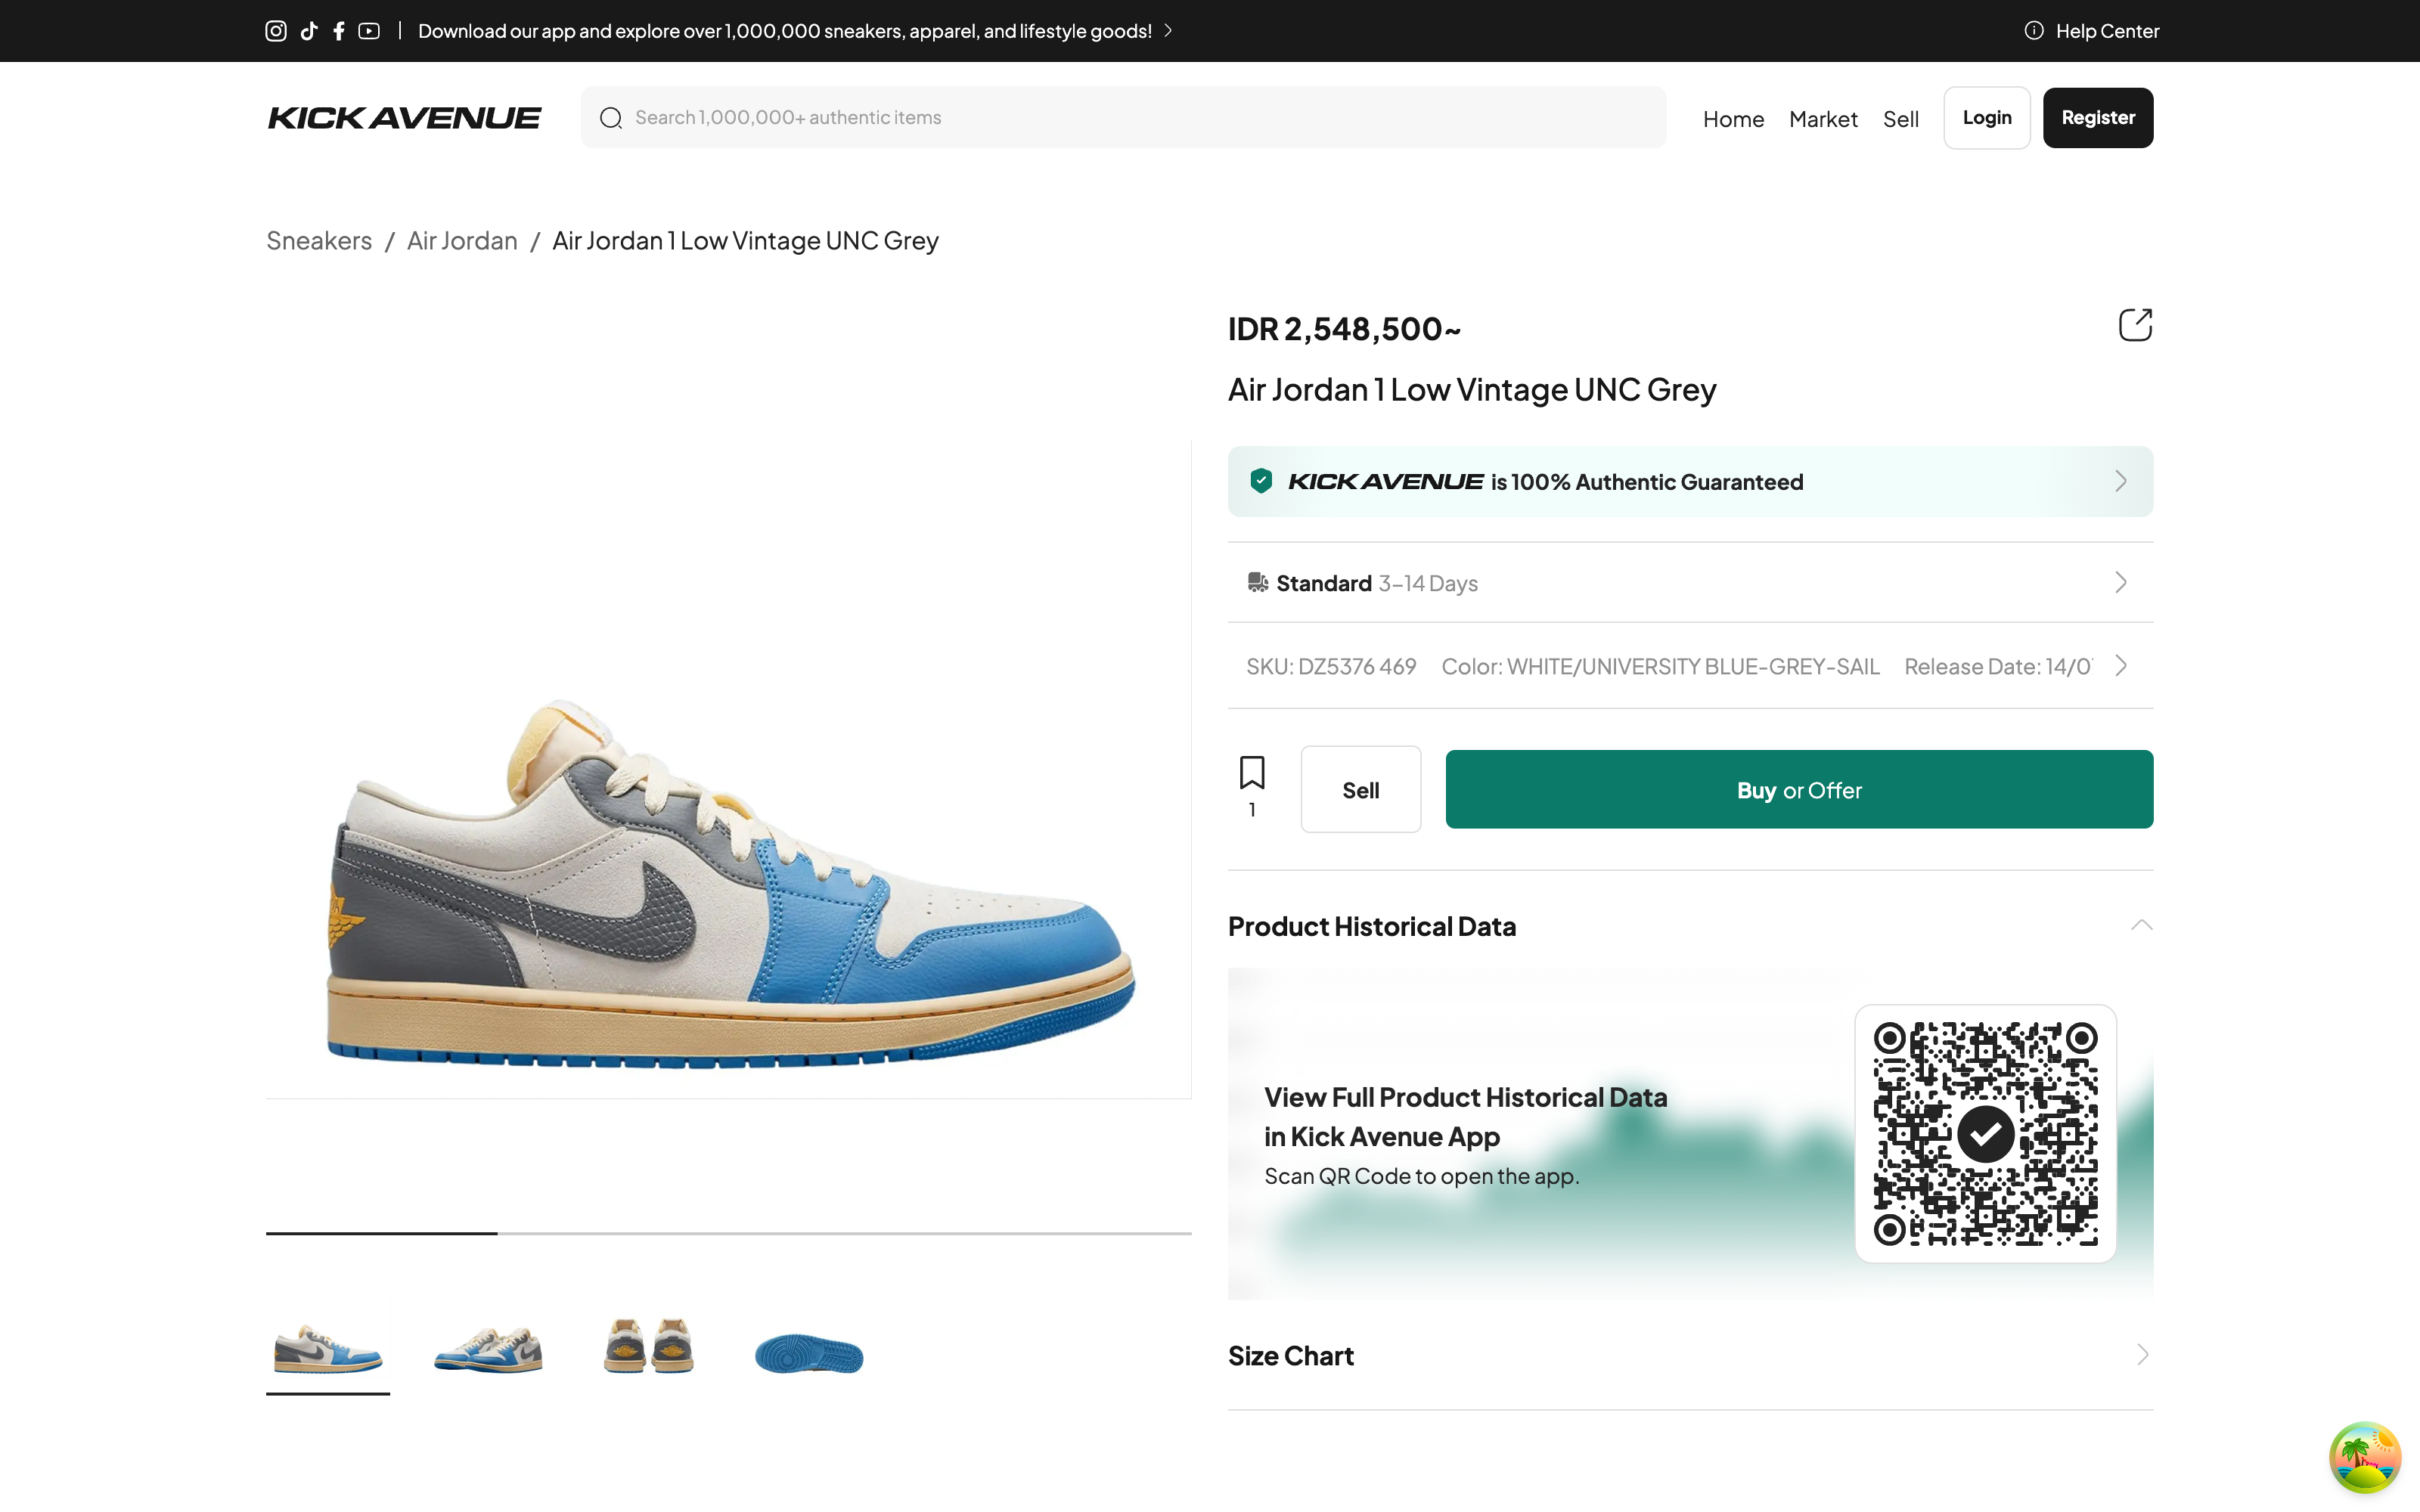 Download our app and explore over 1,000,000 sneakers, apparel, and lifestyle goods!
Help Center
KICK AVENUE
Search 1,000,000+ authentic items
Home
Market
Sell
Login
Register
Sneakers / Air Jordan / Air Jordan 1 Low Vintage UNC Grey
IDR 2,548,500~
Air Jordan 1 Low Vintage UNC Grey
KICK AVENUE is 100% Authentic Guaranteed
Standard 3-14 Days
SKU: DZ5376 469 Color: WHITE/UNIVERSITY BLUE-GREY-SAIL Release Date: 14/0
1
Sell
Buy or Offer
Product Historical Data
View Full Product Historical Data
in Kick Avenue App
Scan QR Code to open the app.
Size Chart